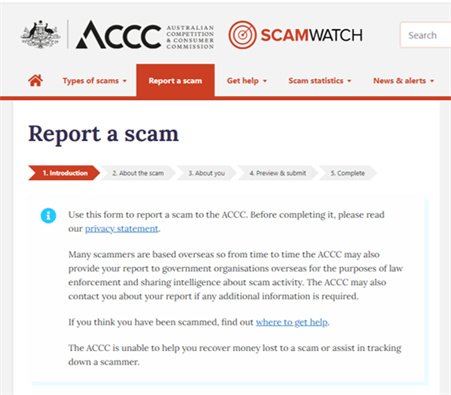 ACCC
AUSTRALIAN
COMPETITION
& CONSUMER
COMMISSION
SCAMWATCH
Search
Types of scams
Report a scam
Get help
Scam statistics
News & alerts
Report a scam
1. Introduction
2. About the scam
3. About you
4. Preview & submit
5. Complete
Use this form to report a scam to the ACCC. Before completing it, please read
our privacy statement.
Many scammers are based overseas so from time to time the ACCC may also
provide your report to government organisations overseas for the purposes of law
enforcement and sharing intelligence about scam activity. The ACCC may also
contact you about your report if any additional information is required.
If you think you have been scammed, find out where to get help.
The ACCC is unable to help you recover money lost to a scam or assist in tracking
down a scammer.